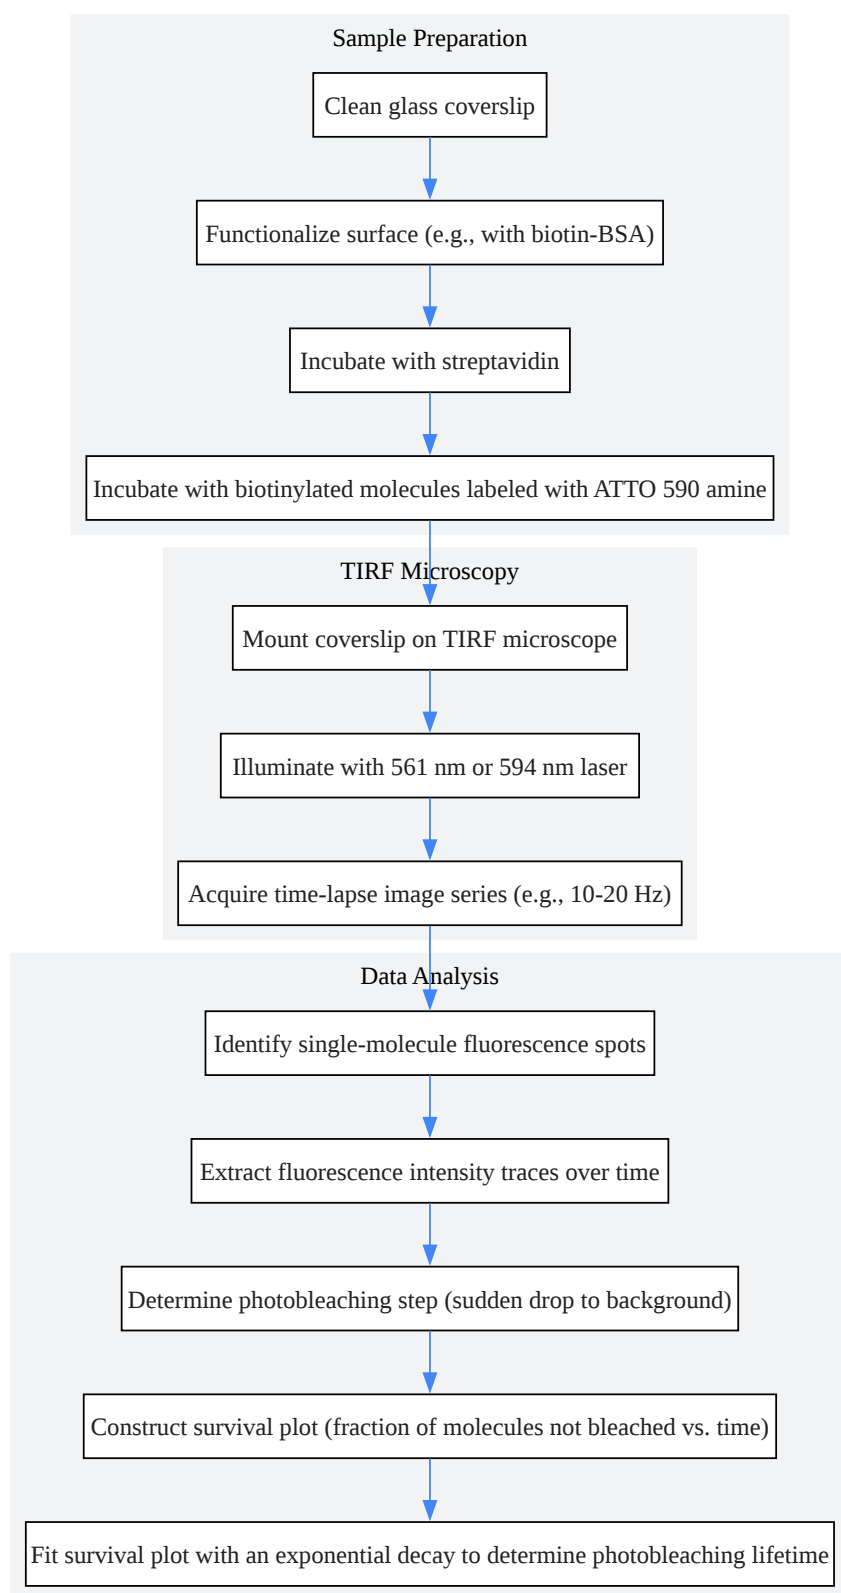 Sample Preparation
Clean glass coverslip
Functionalize surface (e.g., with biotin-BSA)
Incubate with streptavidin
Incubate with biotinylated molecules labeled with ATTO 590 amine
TIRF Microscopy
Mount coverslip on TIRF microscope
Illuminate with 561 nm or 594 nm laser
Acquire time-lapse image series (e.g., 10-20 Hz)
Data Analysis
Identify single-molecule fluorescence spots
Extract fluorescence intensity traces over time
Determine photobleaching step (sudden drop to background)
Construct survival plot (fraction of molecules not bleached vs. time)
Fit survival plot with an exponential decay to determine photobleaching lifetime